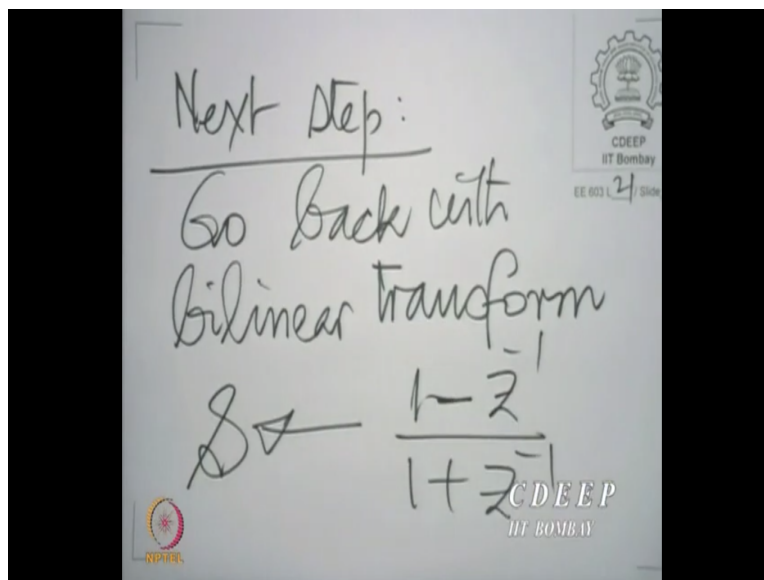 Next step:
Go back with
bilinear transform
S ← 1 - z^-1
1 + z^-1
CDEEP
IIT Bombay
EE 603 L 21 / Slide
CDEEP
IIT BOMBAY
NPTEL